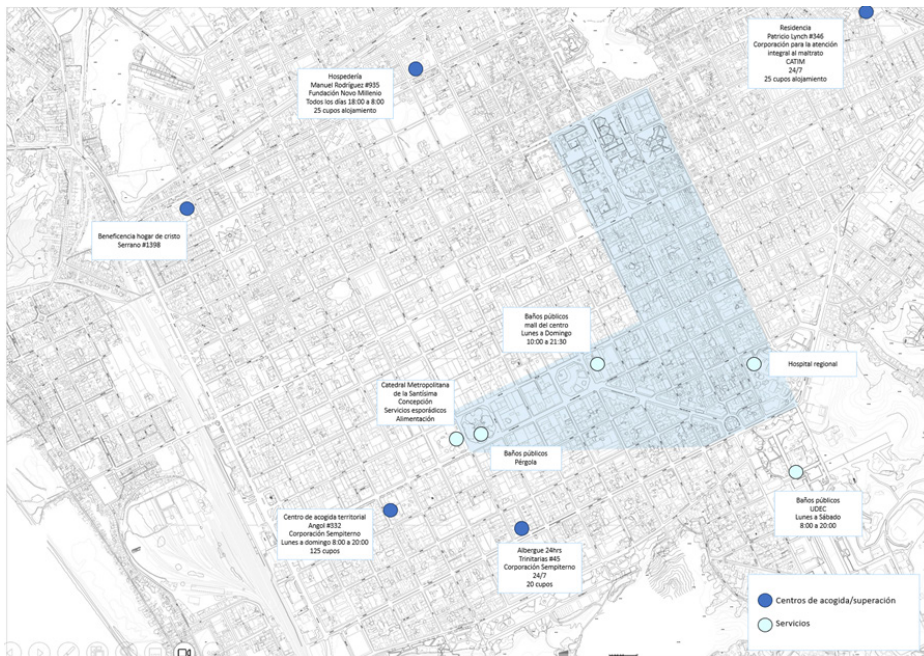 Residencia
Patricio Lynch #346
Corporación para la atención
integral al maltrato
CATIM
24/7
25 cupos alojamiento
Hospedería
Manuel Rodríguez #935
Fundación Novo Millenio
Todos los días 18:00 a 8:00
25 cupos alojamiento
Beneficencia hogar de cristo
Serrano #1398
Baños públicos
mall del centro
Lunes a Domingo
10:00 a 21:30
Hospital regional
Catedral Metropolitana
de la Santísima
Concepción
Servicios esporádicos
Alimentación
Baños públicos
Pérgola
Baños públicos
UDEC
Lunes a Sábado
8:00 a 20:00
Centro de acogida territorial
Angol #332
Corporación Sempiterno
Lunes a domingo 8:00 a 20:00
125 cupos
Albergue 24hrs
Trinitarias #45
Corporación Sempiterno
24/7
20 cupos
Centros de acogida/superación
Servicios